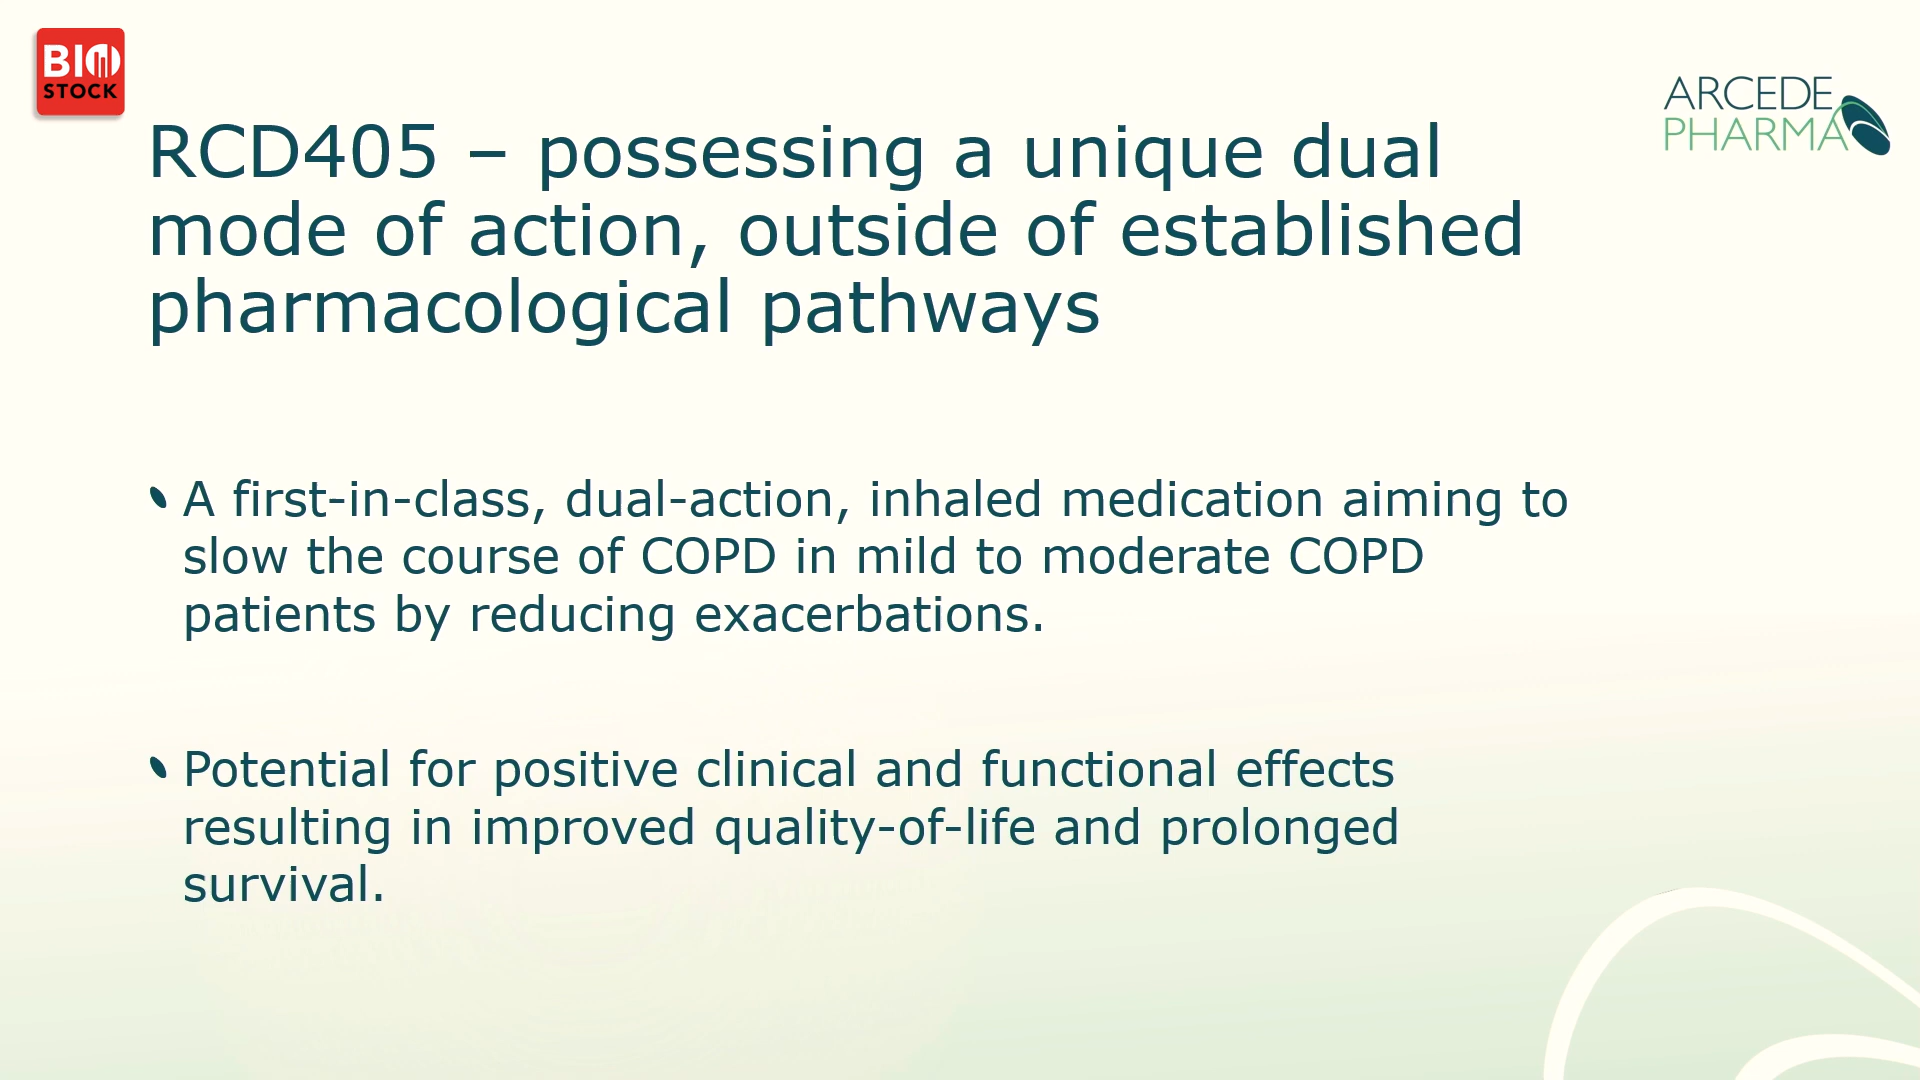 BIO
STOCK
ARCEDE
PHARMA
RCD405 – possessing a unique dual
mode of action, outside of established
pharmacological pathways
A first-in-class, dual-action, inhaled medication aiming to
slow the course of COPD in mild to moderate COPD
patients by reducing exacerbations.
Potential for positive clinical and functional effects
resulting in improved quality-of-life and prolonged
survival.